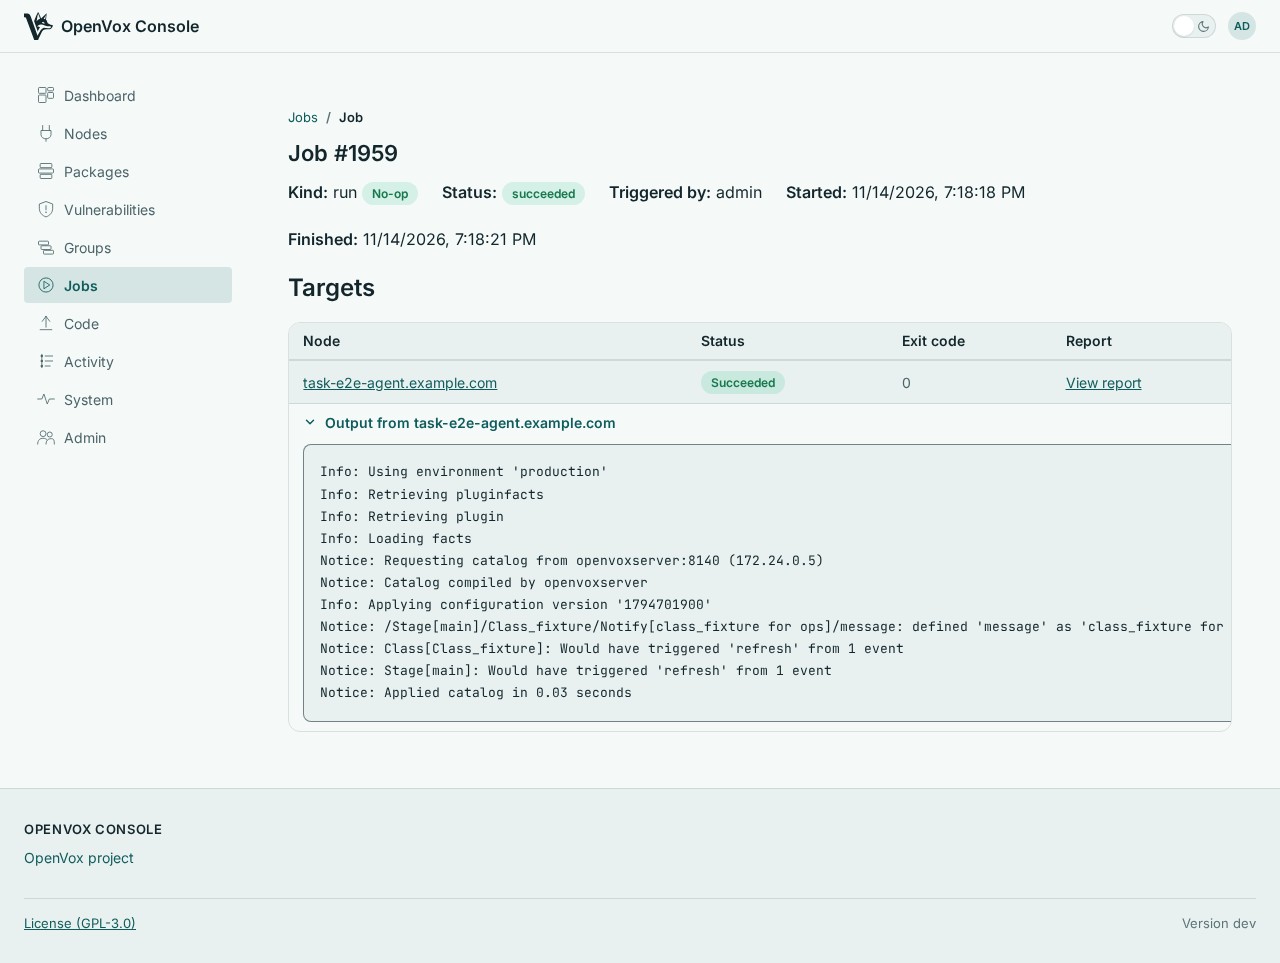 OpenVox Console
AD
Dashboard
Nodes
Packages
Vulnerabilities
Groups
Jobs
Code
Activity
System
Admin
Jobs / Job
Job #1959
Kind: run No-op Status: succeeded Triggered by: admin Started: 11/14/2026, 7:18:18 PM
Finished: 11/14/2026, 7:18:21 PM
Targets
Node Status Exit code Report
task-e2e-agent.example.com Succeeded 0 View report
Output from task-e2e-agent.example.com
Info: Using environment 'production'
Info: Retrieving pluginfacts
Info: Retrieving plugin
Info: Loading facts
Notice: Requesting catalog from openvoxserver:8140 (172.24.0.5)
Notice: Catalog compiled by openvoxserver
Info: Applying configuration version '1794701900'
Notice: /Stage[main]/Class_fixture/Notify[class_fixture for ops]/message: defined 'message' as 'class_fixture for
Notice: Class[Class_fixture]: Would have triggered 'refresh' from 1 event
Notice: Stage[main]: Would have triggered 'refresh' from 1 event
Notice: Applied catalog in 0.03 seconds
OPENVOX CONSOLE
OpenVox project
License (GPL-3.0)
Version dev